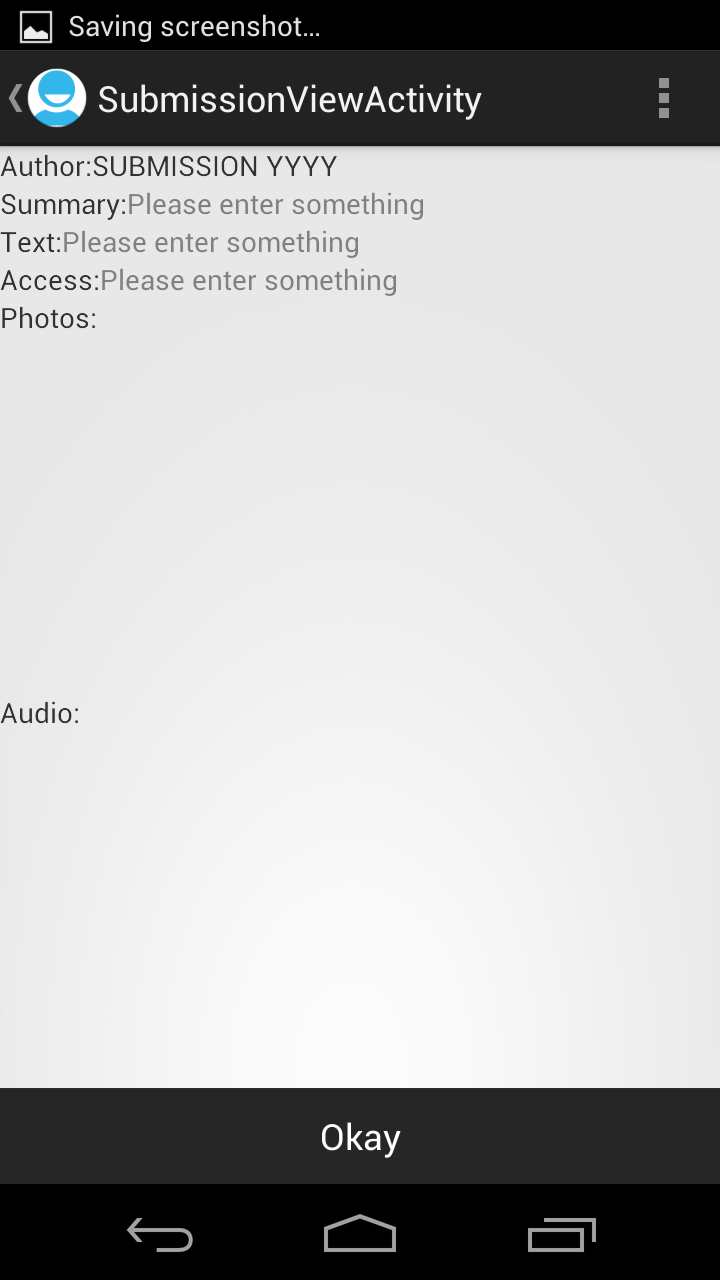 Saving screenshot...
SubmissionViewActivity
Author:SUBMISSION YYYY
Summary:Please enter something
Text:Please enter something
Access:Please enter something
Photos:
Audio:
Okay